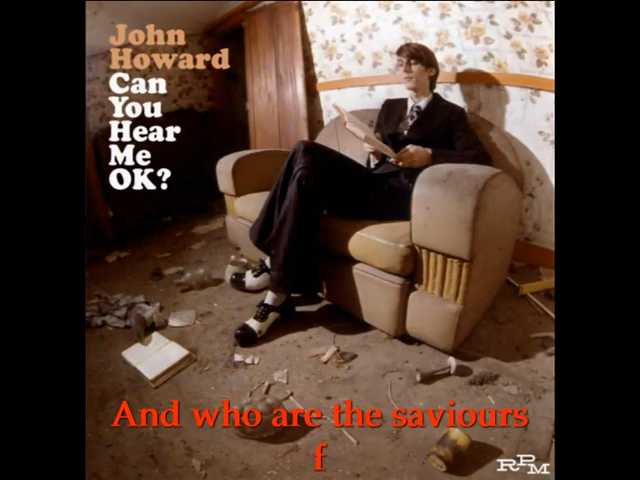 John
Howard
Can
You
Hear
Me
OK?
And who are the saviours
f
RPM